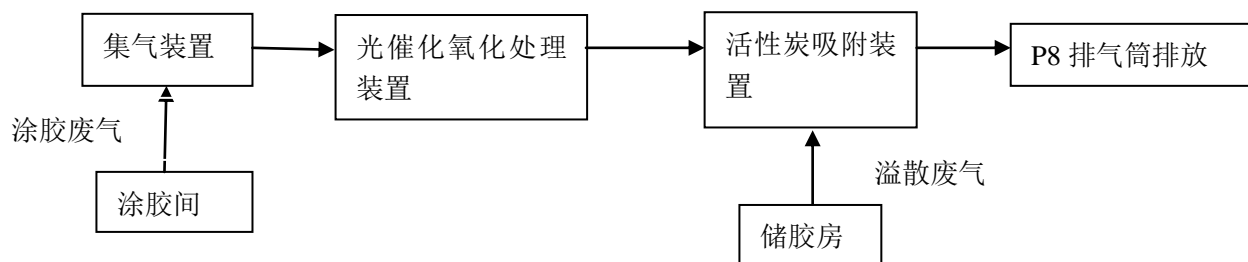 集气装置
光催化氧化处理
装置
活性炭吸附装
置
P8 排气筒排放
涂胶废气
溢散废气
涂胶间
储胶房